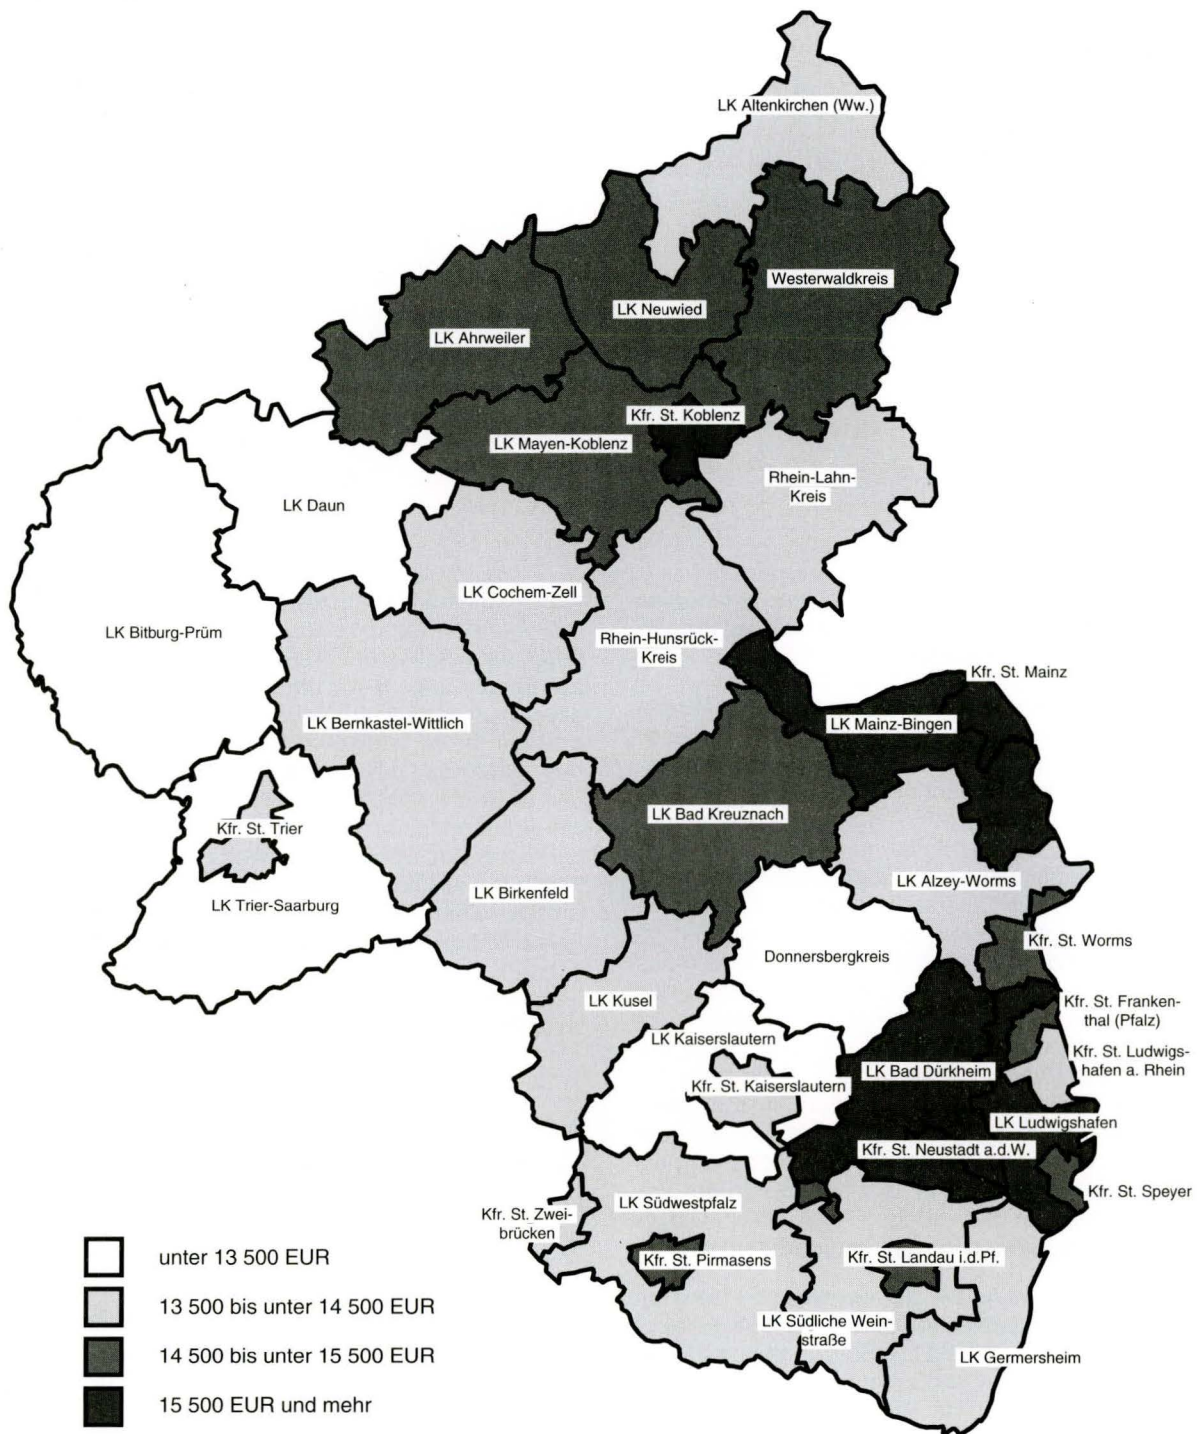 LK Altenkirchen (Ww.)
Westerwaldkreis
LK Neuwied
LK Ahrweiler
Kfr. St. Koblenz
LK Mayen-Koblenz
Rhein-Lahn-
Kreis
LK Daun
LK Cochem-Zell
LK Bitburg-Prüm
Rhein-Hunsrück-
Kreis
Kfr. St. Mainz
LK Bernkastel-Wittlich
LK Mainz-Bingen
LK Bad Kreuznach
Kfr. St. Trier
LK Alzey-Worms
LK Birkenfeld
LK Trier-Saarburg
Kfr. St. Worms
Donnersbergkreis
LK Kusel
Kfr. St. Franken-
thal (Pfalz)
LK Kaiserslautern
Kfr. St. Ludwigs-
hafen a. Rhein
LK Bad Dürkheim
Kfr. St. Kaiserslautern
LK Ludwigshafen
Kfr. St. Neustadt a.d.W.
Kfr. St. Speyer
LK Südwestpfalz
Kfr. St. Zwei-
brücken
Kfr. St. Pirmasens
Kfr. St. Landau i.d.Pf.
LK Südliche Wein-
straße
LK Germersheim
unter 13 500 EUR
13 500 bis unter 14 500 EUR
14 500 bis unter 15 500 EUR
15 500 EUR und mehr